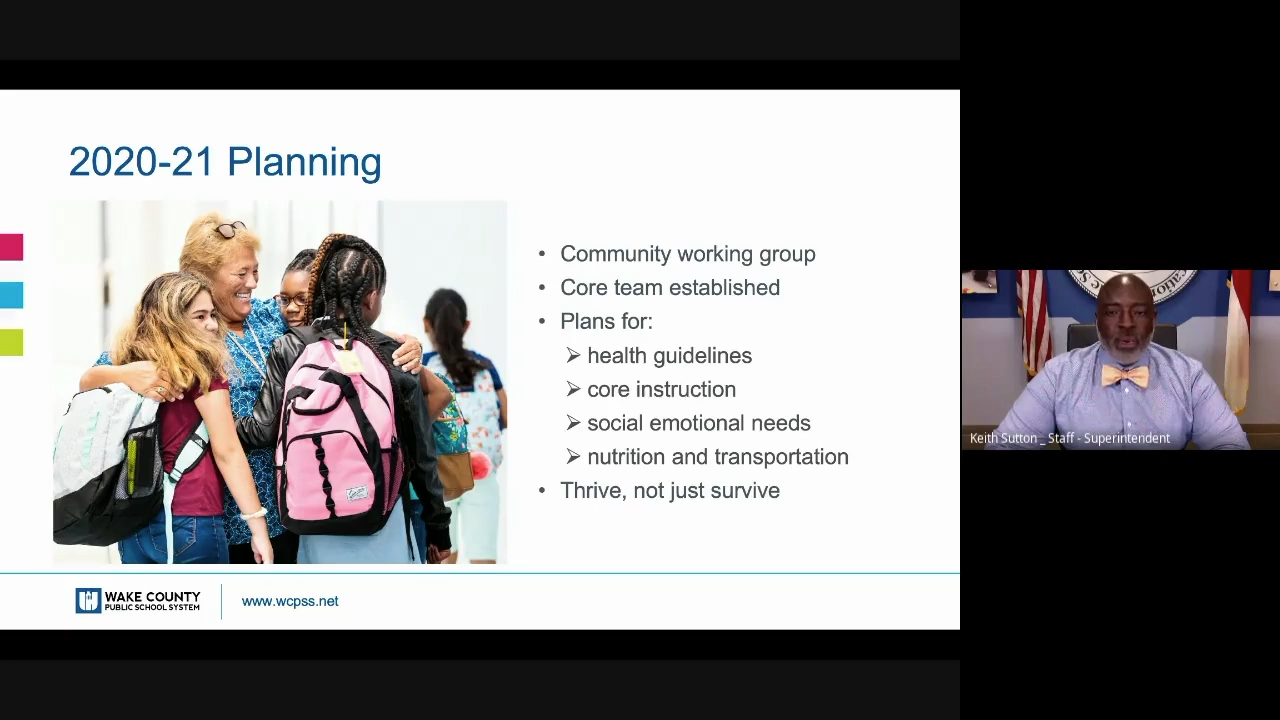 2020-21 Planning
• Community working group
• Core team established
• Plans for:
➢ health guidelines
➢ core instruction
➢ social emotional needs
➢ nutrition and transportation
• Thrive, not just survive
WAKE COUNTY
PUBLIC SCHOOL SYSTEM
www.wcpss.net
Keith Sutton _ Staff - Superintendent